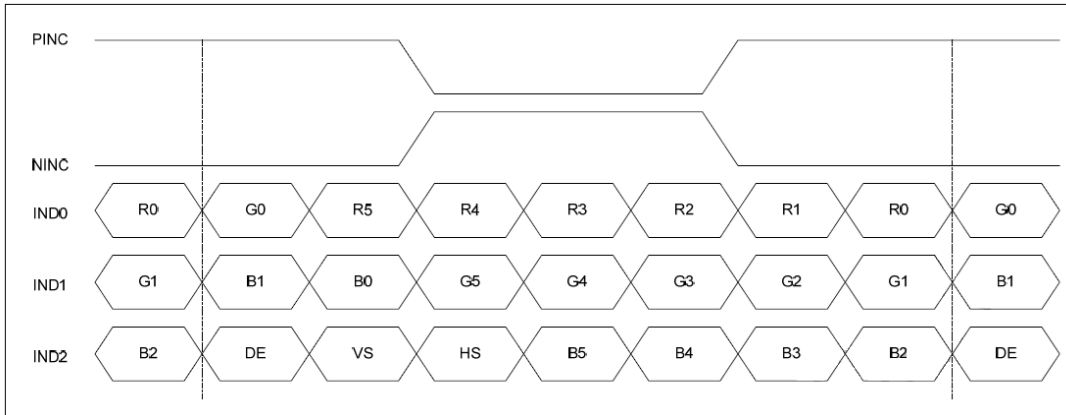 PINC
NINC
IND0 R0 G0 R5 R4 R3 R2 R1 R0 G0
IND1 G1 B1 B0 G5 G4 G3 G2 G1 B1
IND2 B2 DE VS HS B5 B4 B3 B2 DE